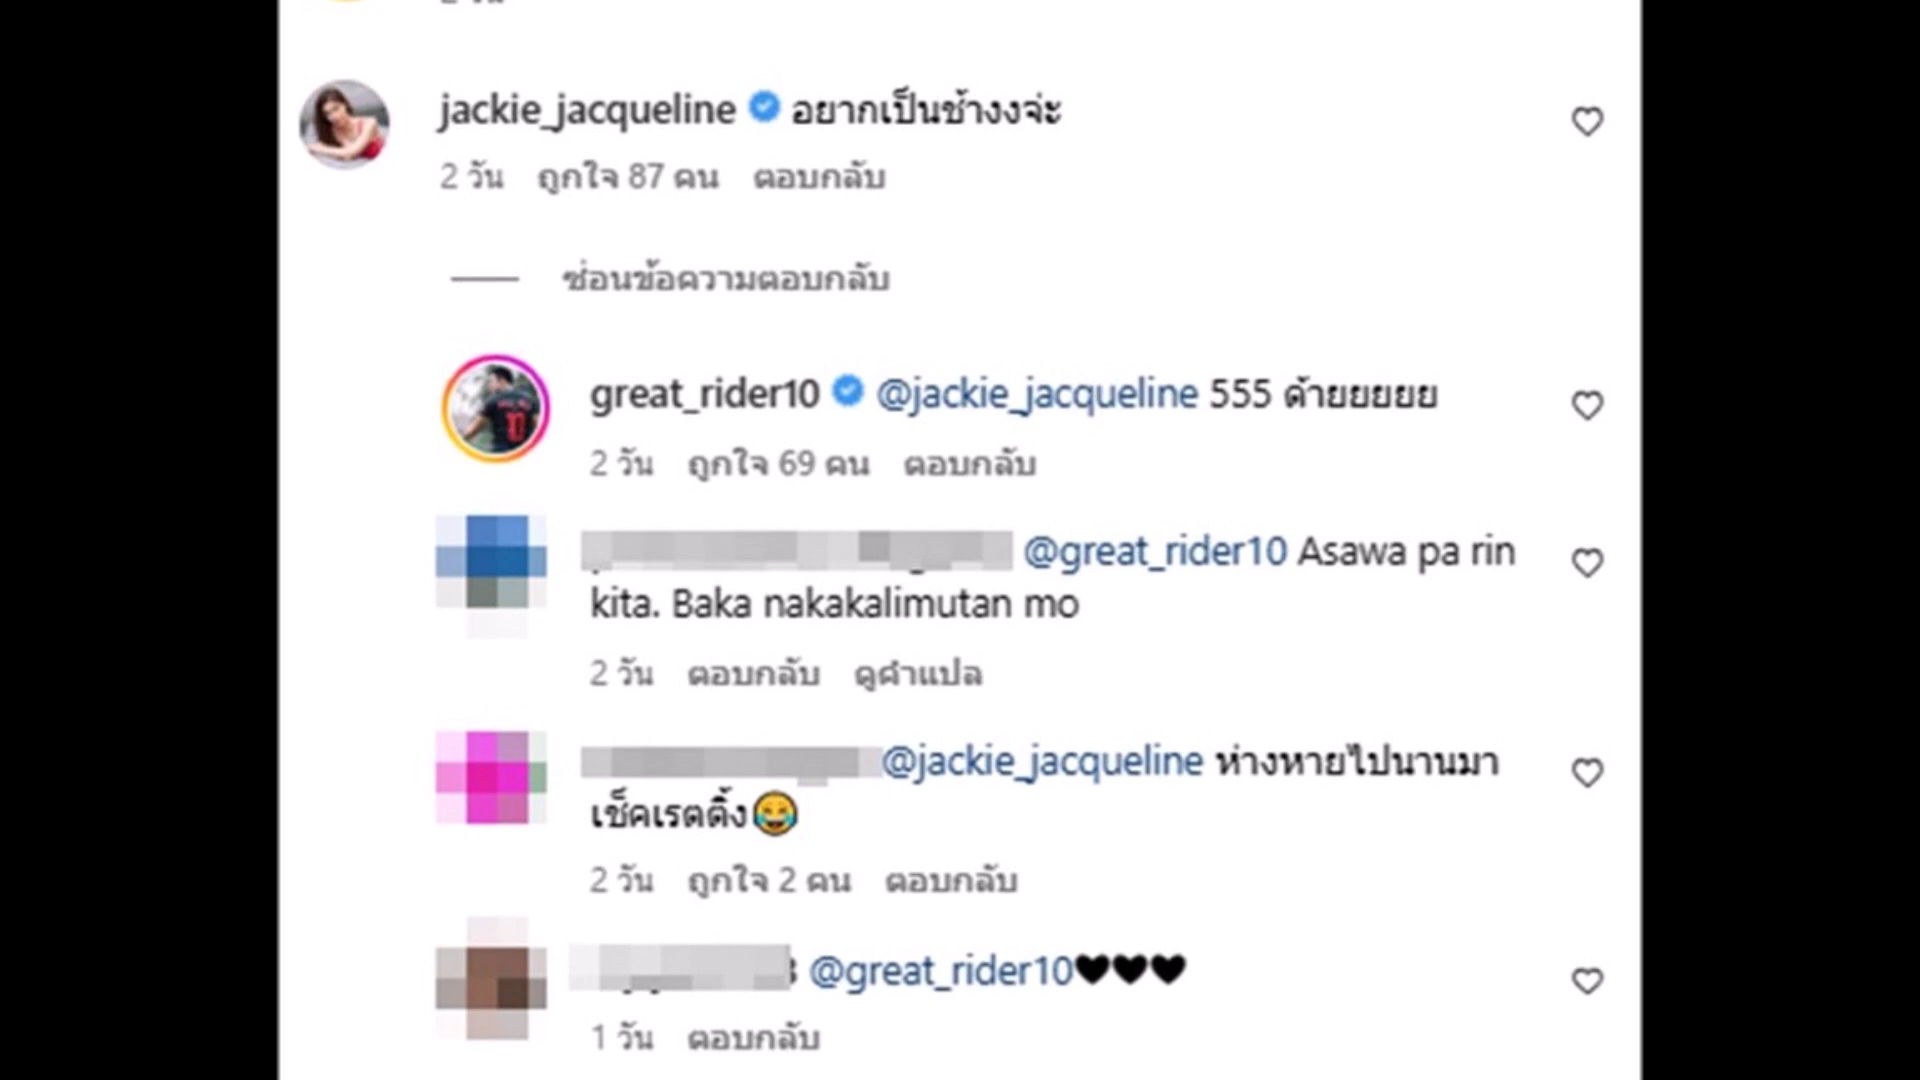 jackie_jacqueline อยากเป็นช้างงจ่ะ
2 วัน ถูกใจ 87 คน ตอบกลับ
ซ่อนข้อความตอบกลับ
great_rider10 @jackie_jacqueline 555 ด้ายยยยย
2 วัน ถูกใจ 69 คน ตอบกลับ
@great_rider10 Asawa pa rin
kita. Baka nakakalimutan mo
2 วัน ตอบกลับ ดูคำแปล
@jackie_jacqueline ห่างหายไปนานมา
เช็คเรตติ้ง😂
2 วัน ถูกใจ 2 คน ตอบกลับ
@great_rider10🖤🖤🖤
1 วัน ตอบกลับ